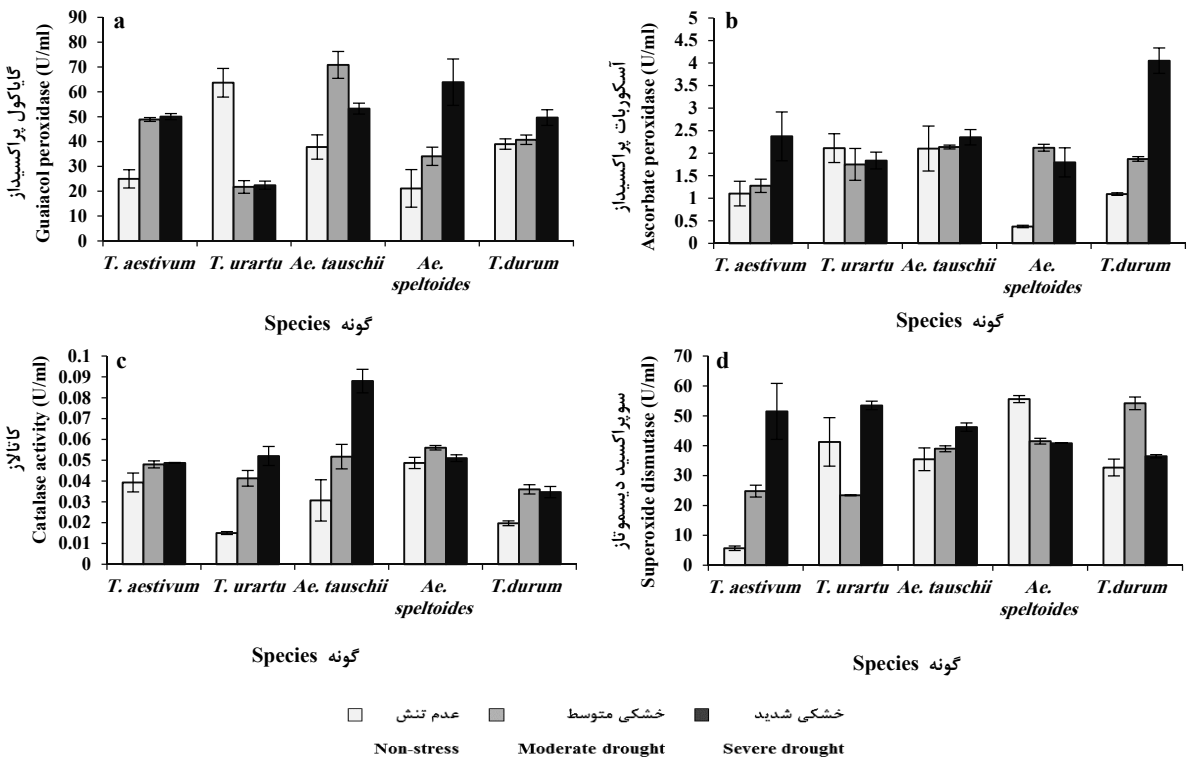 a
گایاکول پراکسیداز
Guaiacol peroxidase (U/ml)
90
80
70
60
50
40
30
20
10
0
T. aestivum T. urartu Ae. tauschii Ae. speltoides T.durum
Species گونه
b
آسکوربات پراکسیداز
Ascorbate peroxidase (U/ml)
5
4.5
4
3.5
3
2.5
2
1.5
1
0.5
0
T. aestivum T. urartu Ae. tauschii Ae. speltoides T.durum
Species گونه
c
کاتالاز
Catalase activity (U/ml)
0.1
0.09
0.08
0.07
0.06
0.05
0.04
0.03
0.02
0.01
0
T. aestivum T. urartu Ae. tauschii Ae. speltoides T.durum
Species گونه
d
سوپراکسید دیسموتاز
Superoxide dismutase (U/ml)
70
60
50
40
30
20
10
0
T. aestivum T. urartu Ae. tauschii Ae. speltoides T.durum
Species گونه
عدم تنش خشکی متوسط خشکی شدید
Non-stress Moderate drought Severe drought